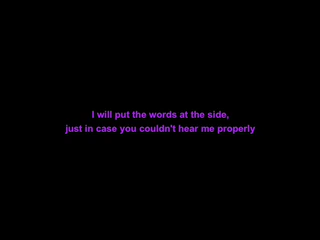 I will put the words at the side,
just in case you couldn't hear me properly